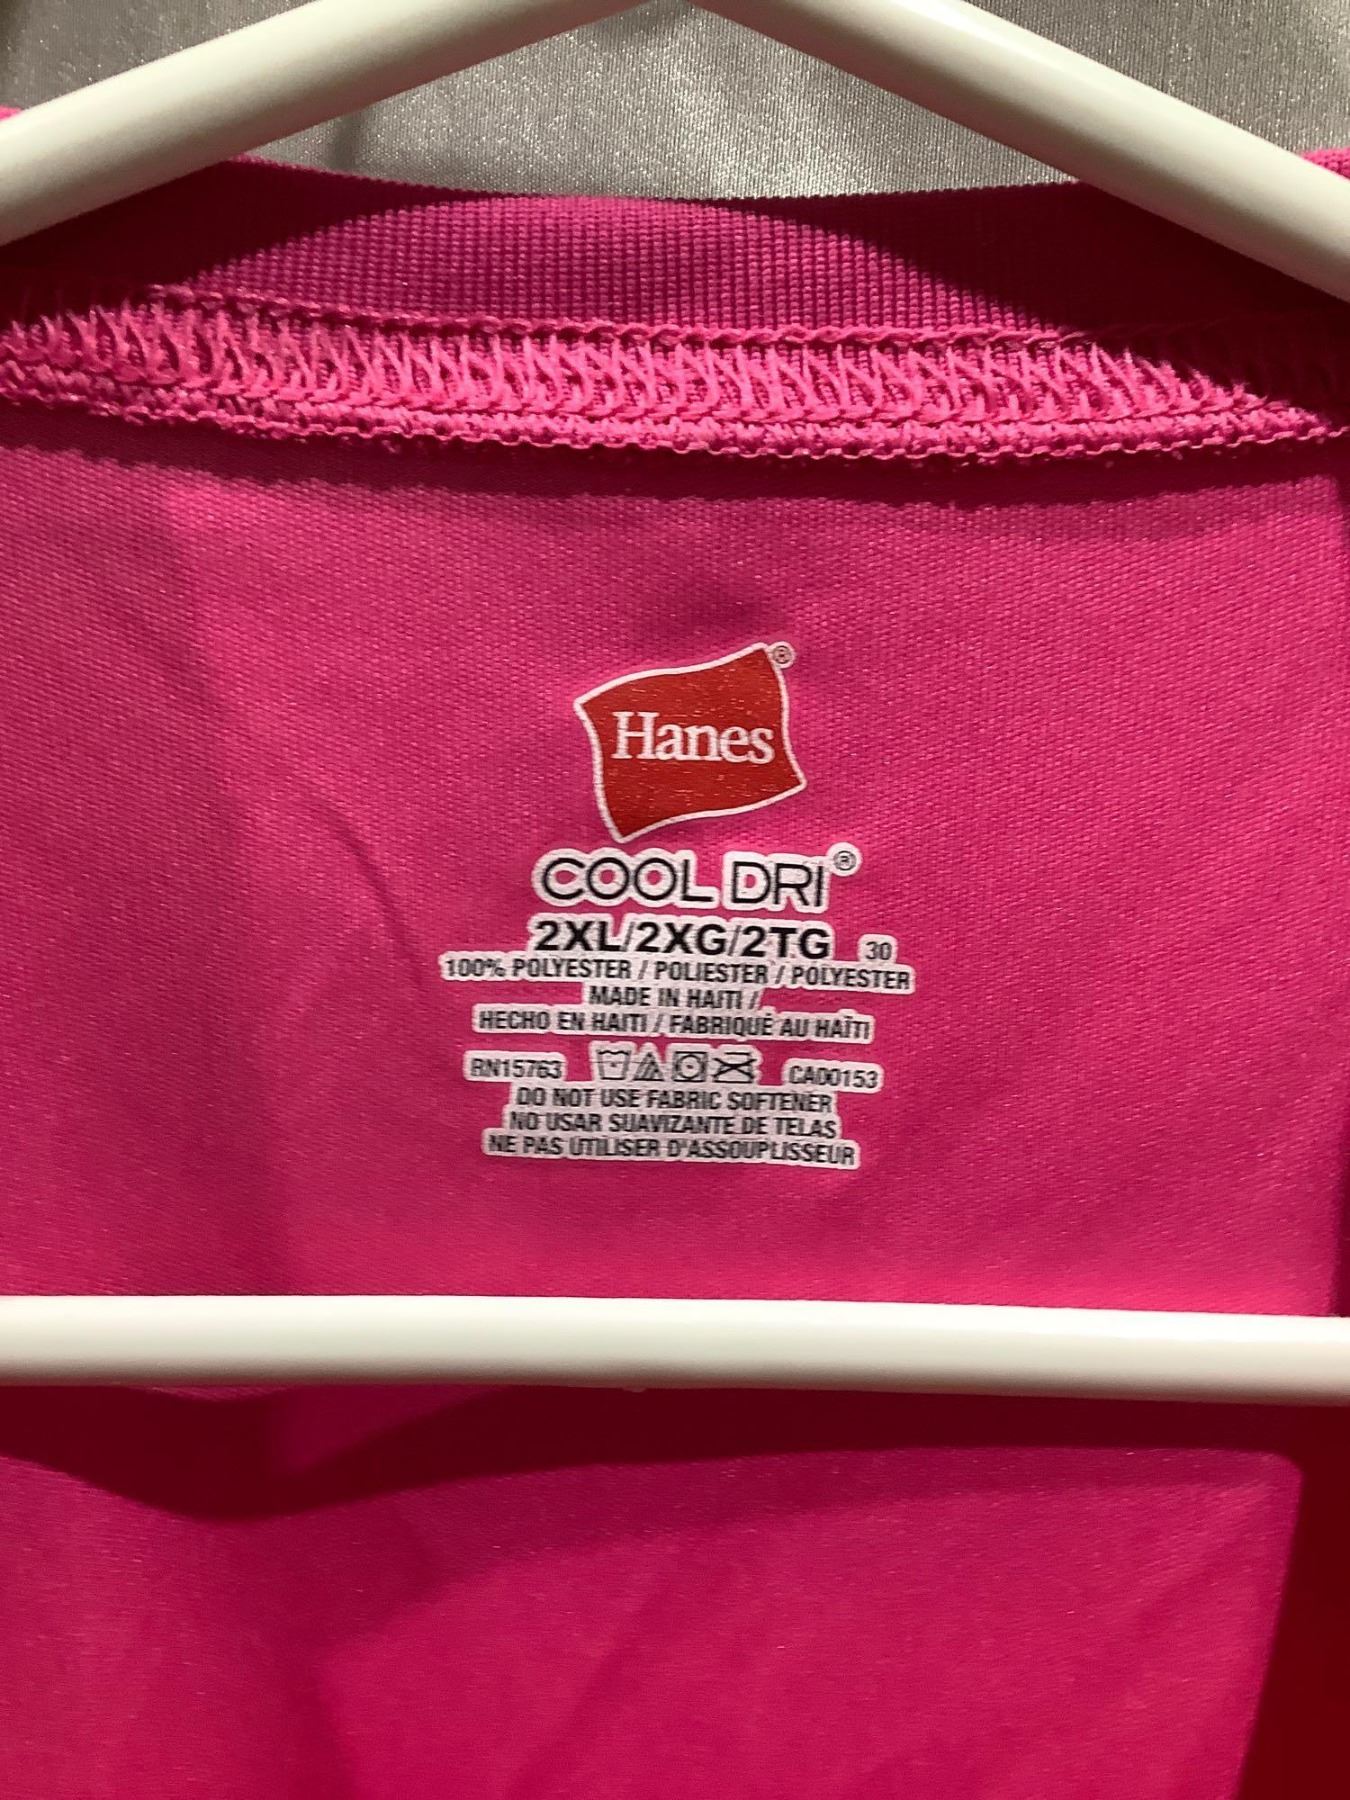 Hanes®
COOL DRI®
2XL/2XG/2TG 30
100% POLYESTER / POLIESTER / POLYESTER
MADE IN HAITI /
HECHO EN HAITI / FABRIQUÉ AU HAÏTI
RN15763 CA00153
DO NOT USE FABRIC SOFTENER
NO USAR SUAVIZANTE DE TELAS
NE PAS UTILISER D'ASSOUPLISSEUR